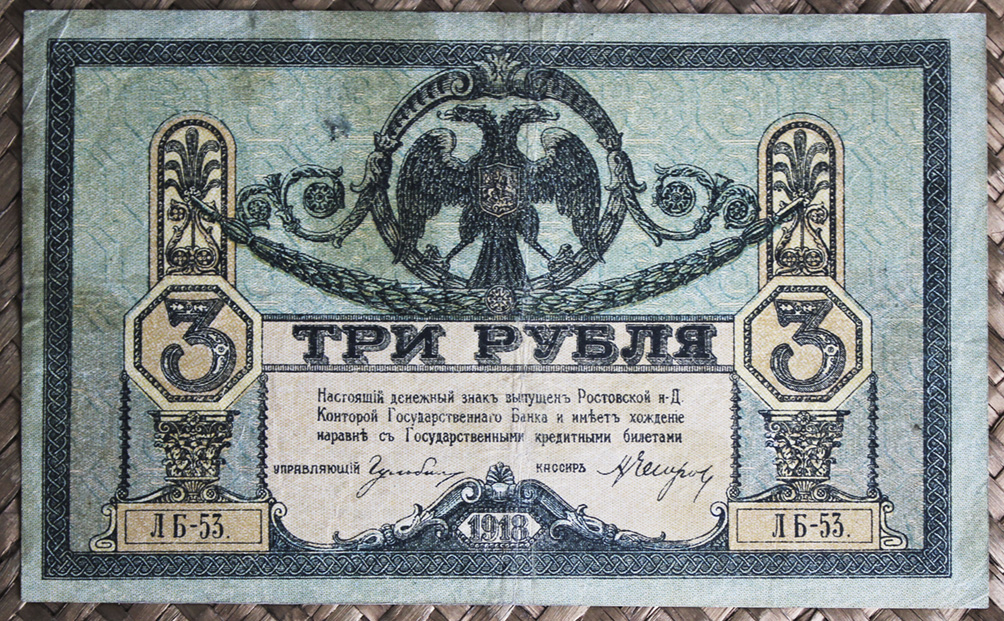 3 ТРИ РУБЛЯ 3
Настоящій денежный знакъ выпущенъ Ростовской н-Д.
Конторой Государственнаго Банка и имѣетъ хожденіе
наравнѣ съ Государственными кредитными билетами
УПРАВЛЯЮЩІЙ КАССИРЪ
ЛБ-53. 1918 ЛБ-53.